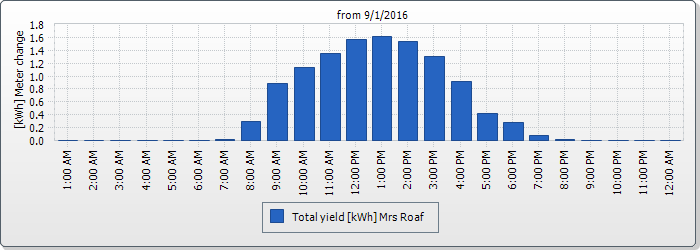 from 9/1/2016
[kWh] Meter change
1.8
1.6
1.4
1.2
1.0
0.8
0.6
0.4
0.2
0.0
1:00 AM
2:00 AM
3:00 AM
4:00 AM
5:00 AM
6:00 AM
7:00 AM
8:00 AM
9:00 AM
10:00 AM
11:00 AM
12:00 PM
1:00 PM
2:00 PM
3:00 PM
4:00 PM
5:00 PM
6:00 PM
7:00 PM
8:00 PM
9:00 PM
10:00 PM
11:00 PM
12:00 AM
Total yield [kWh] Mrs Roaf